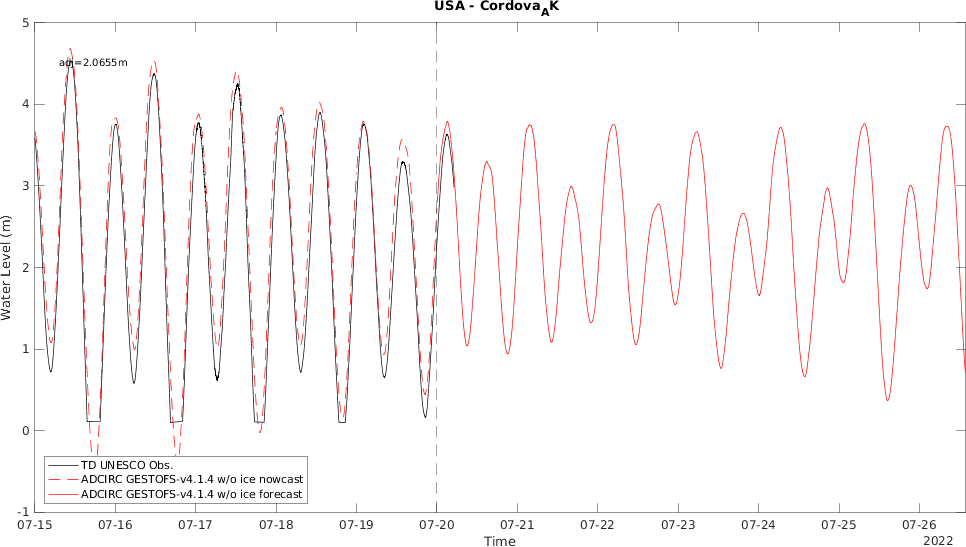 USA - Cordova_AK
5
4
3
2
1
0
-1
Water Level (m)
=2.0655m
TD UNESCO Obs.
ADCIRC GESTOFS-v4.1.4 w/o ice nowcast
ADCIRC GESTOFS-v4.1.4 w/o ice forecast
07-15 07-16 07-17 07-18 07-19 07-20 07-21 07-22 07-23 07-24 07-25 07-26
Time
2022